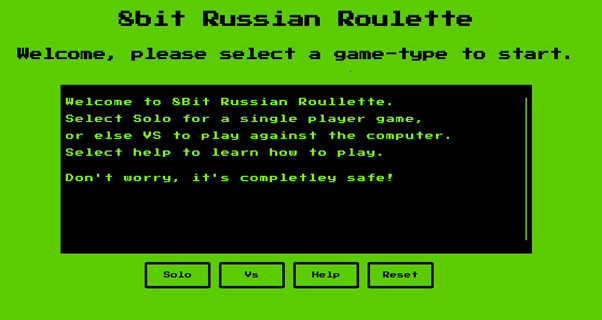 8bit Russian Roulette
Welcome, please select a game-type to start.
Welcome to 8Bit Russian Roullette.
Select Solo for a single player game,
or else VS to play against the computer.
Select help to learn how to play.
Don't worry, it's completley safe!
Solo
Vs
Help
Reset